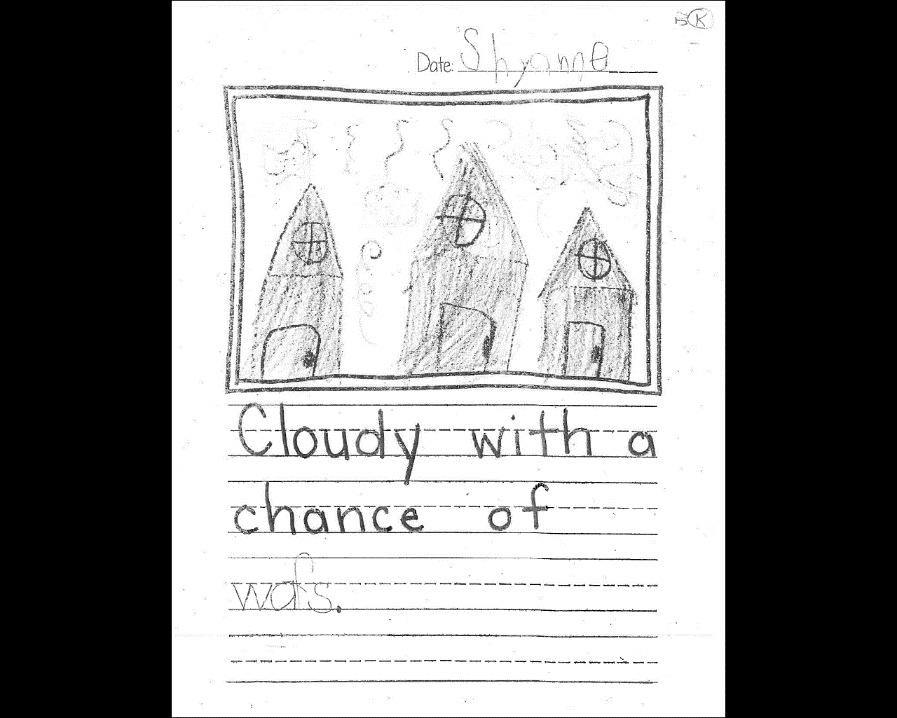 K
Date: Shyanne
Cloudy with a
chance of
wafs.